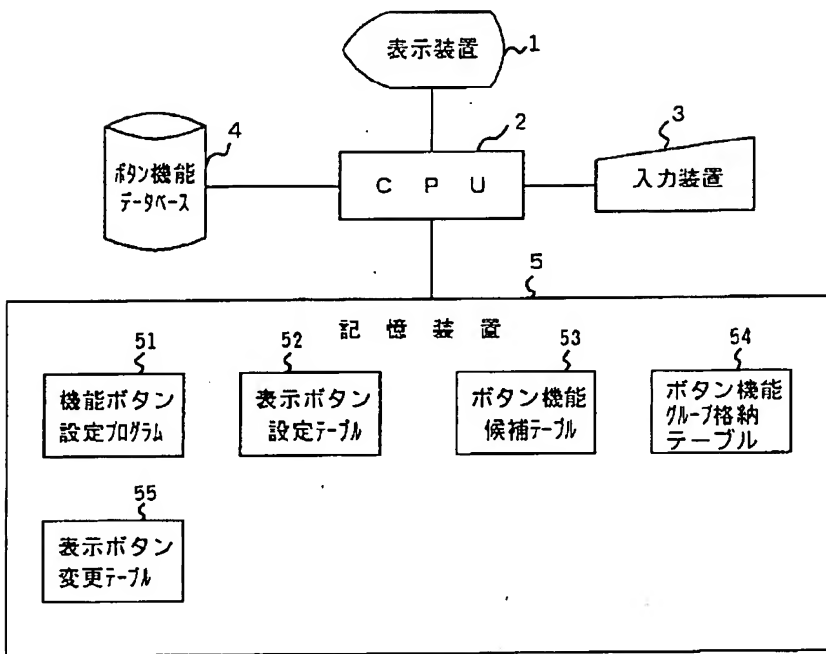 表示装置
1
2
CPU
3
入力装置
4
ボタン機能
データベース
5
記憶装置
51
機能ボタン
設定プログラム
52
表示ボタン
設定テーブル
53
ボタン機能
候補テーブル
54
ボタン機能
グループ格納
テーブル
55
表示ボタン
変更テーブル